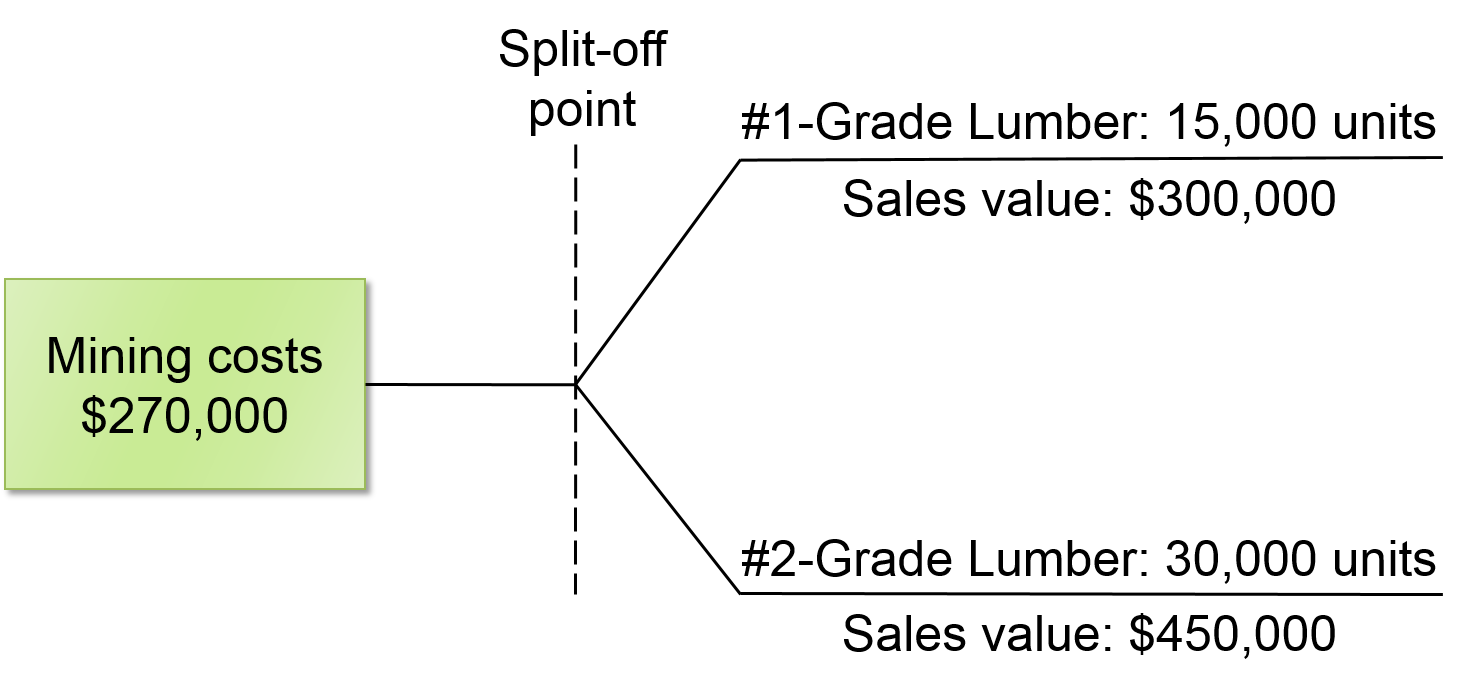 Split-off
point
#1-Grade Lumber: 15,000 units
Sales value: $300,000
Mining costs
$270,000
#2-Grade Lumber: 30,000 units
Sales value: $450,000